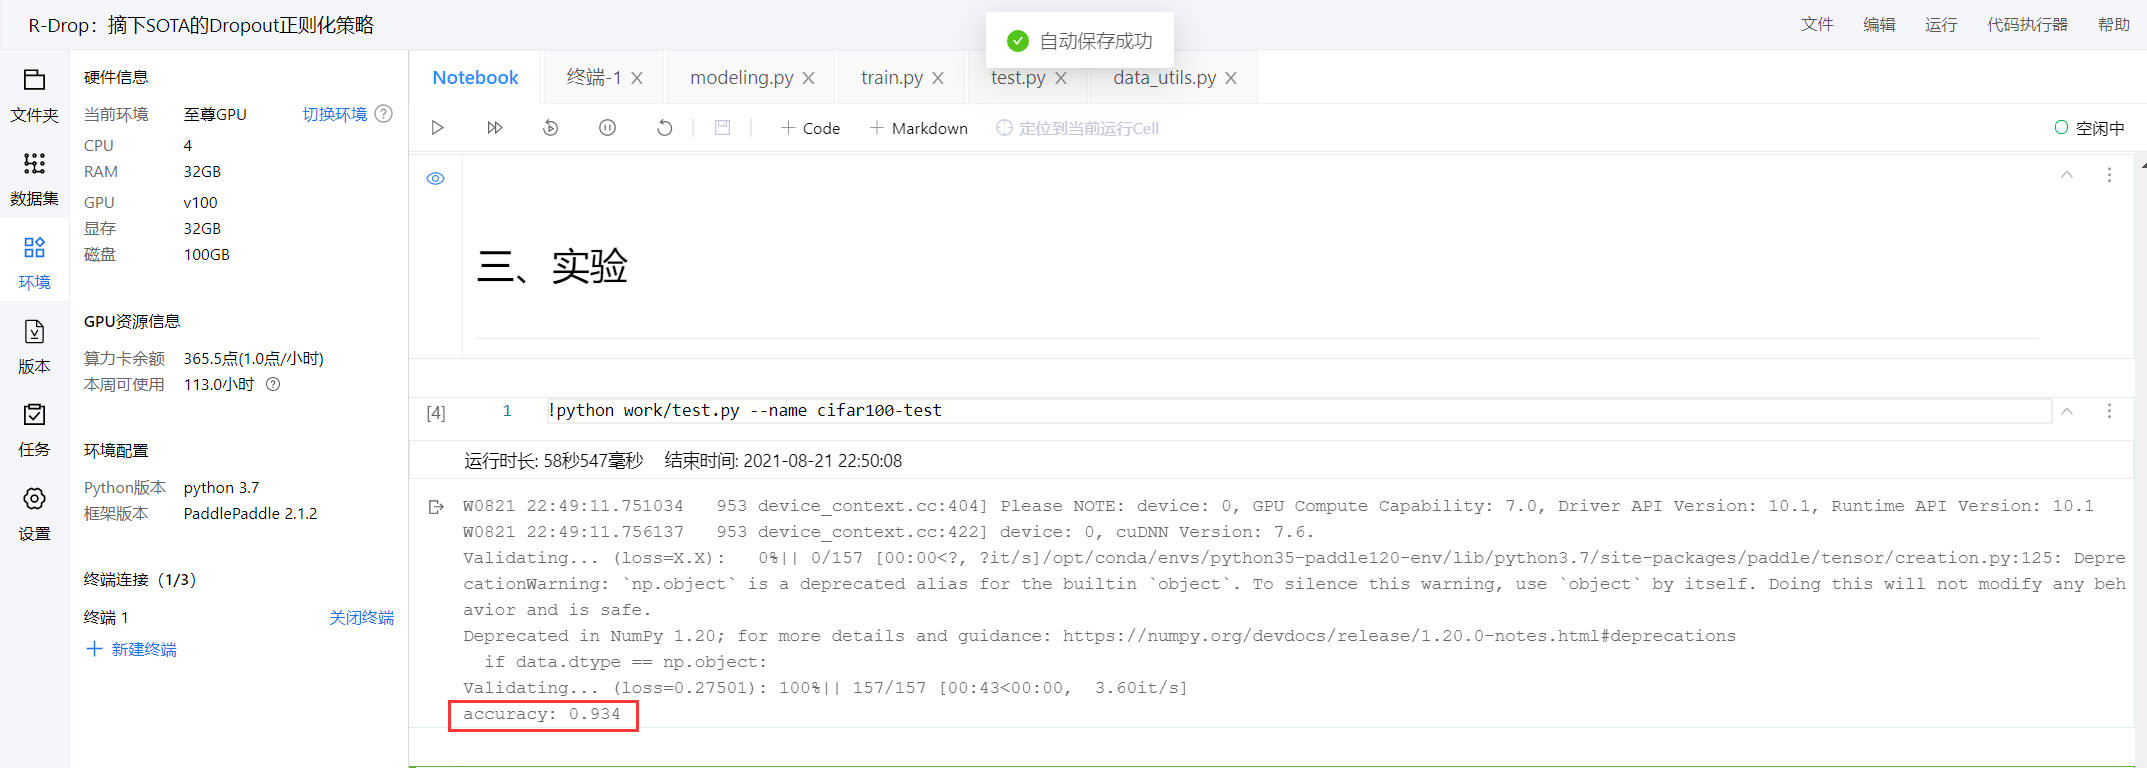 R-Drop：摘下SOTA的Dropout正则化策略
自动保存成功
文件 编辑 运行 代码执行器 帮助
文件夹
数据集
环境
版本
任务
设置
硬件信息
当前环境 至尊GPU 切换环境 ?
CPU 4
RAM 32GB
GPU v100
显存 32GB
磁盘 100GB
GPU资源信息
算力卡余额 365.5点(1.0点/小时)
本周可使用 113.0小时 ?
环境配置
Python版本 python 3.7
框架版本 PaddlePaddle 2.1.2
终端连接（1/3）
终端 1 关闭终端
+ 新建终端
Notebook 终端-1 × modeling.py × train.py × test.py × data_utils.py ×
+ Code + Markdown 定位到当前运行Cell 空闲中
三、实验
[4] 1 !python work/test.py --name cifar100-test
运行时长: 58秒547毫秒 结束时间: 2021-08-21 22:50:08
W0821 22:49:11.751034   953 device_context.cc:404] Please NOTE: device: 0, GPU Compute Capability: 7.0, Driver API Version: 10.1, Runtime API Version: 10.1
W0821 22:49:11.756137   953 device_context.cc:422] device: 0, cuDNN Version: 7.6.
Validating... (loss=X.X):   0%|| 0/157 [00:00<?, ?it/s]/opt/conda/envs/python35-paddle120-env/lib/python3.7/site-packages/paddle/tensor/creation.py:125: Depre
cationWarning: `np.object` is a deprecated alias for the builtin `object`. To silence this warning, use `object` by itself. Doing this will not modify any beh
avior and is safe.
Deprecated in NumPy 1.20; for more details and guidance: https://numpy.org/devdocs/release/1.20.0-notes.html#deprecations
  if data.dtype == np.object:
Validating... (loss=0.27501): 100%|| 157/157 [00:43<00:00,  3.60it/s]
accuracy: 0.934